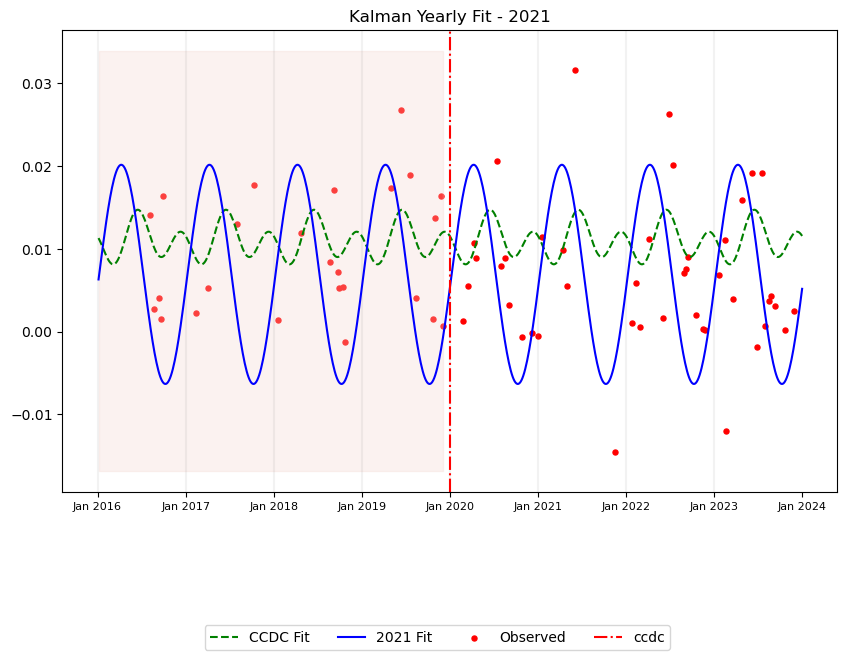 Kalman Yearly Fit - 2021
0.03
0.02
0.01
0.00
−0.01
Jan 2016 Jan 2017 Jan 2018 Jan 2019 Jan 2020 Jan 2021 Jan 2022 Jan 2023 Jan 2024
CCDC Fit 2021 Fit Observed ccdc